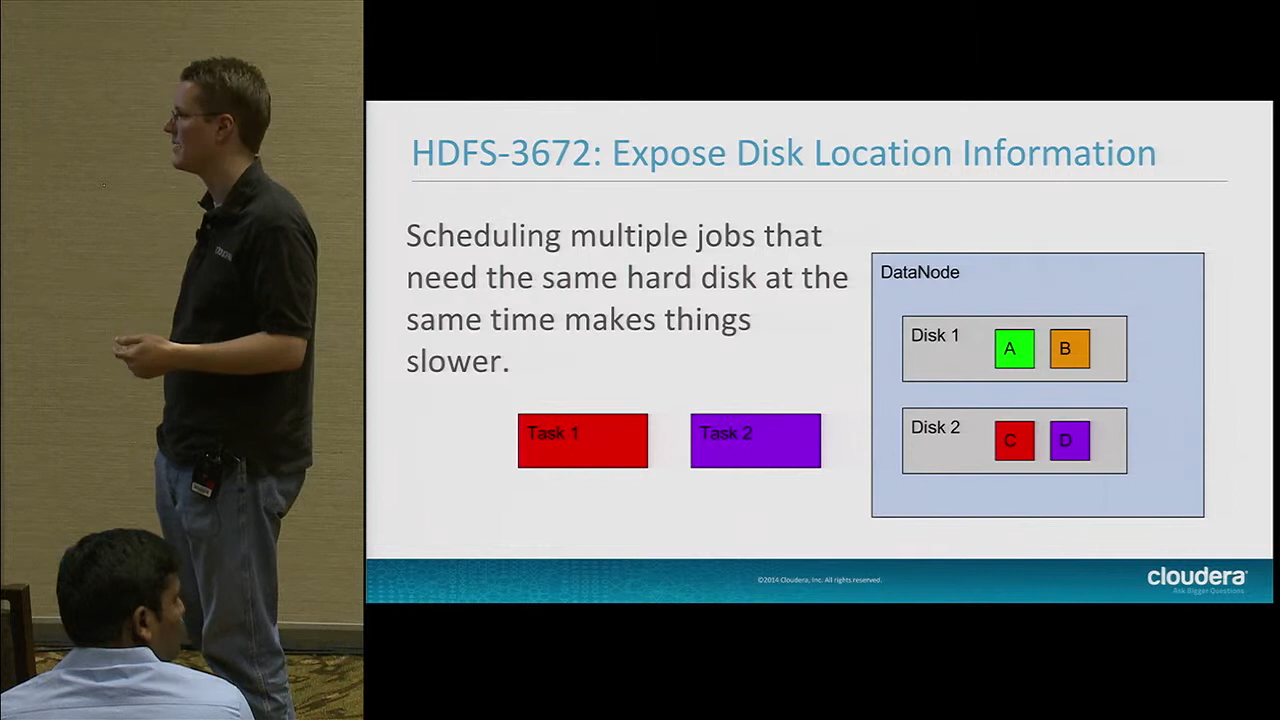 HDFS-3672: Expose Disk Location Information
Scheduling multiple jobs that
need the same hard disk at the
same time makes things
slower.
Task 1
Task 2
DataNode
Disk 1
A
B
Disk 2
C
D
©2014 Cloudera, Inc. All rights reserved.
cloudera
Ask Bigger Questions